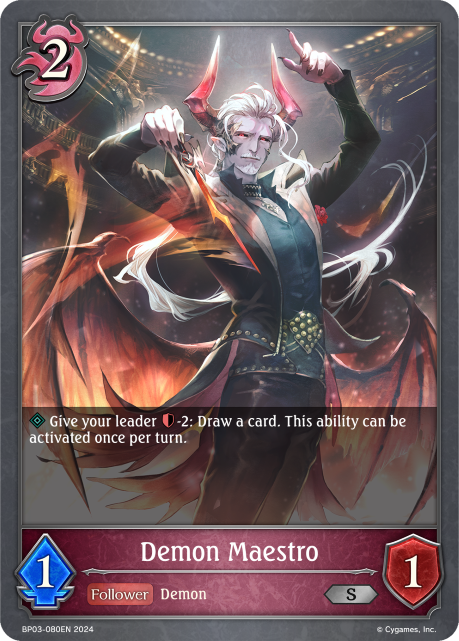 2
Give your leader -2: Draw a card. This ability can be
activated once per turn.
Demon Maestro
1
Follower Demon
S
1
BP03-080EN 2024
© Cygames, Inc.